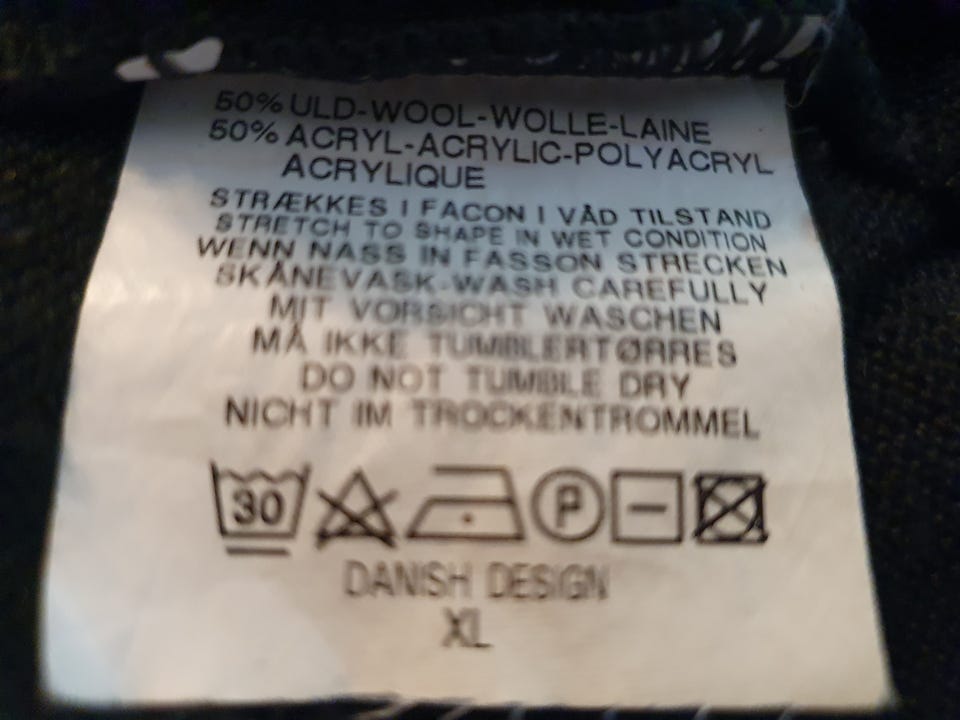 50% ULD-WOOL-WOLLE-LAINE
50% ACRYL-ACRYLIC-POLYACRYL
ACRYLIQUE
STRÆKKES I FACON I VÅD TILSTAND
STRETCH TO SHAPE IN WET CONDITION
WENN NASS IN FASSON STRECKEN
SKÅNEVASK-WASH CAREFULLY
MIT VORSICHT WASCHEN
MÅ IKKE TUMBLERTØRRES
DO NOT TUMBLE DRY
NICHT IM TROCKENTROMMEL
30 P
DANISH DESIGN
XL